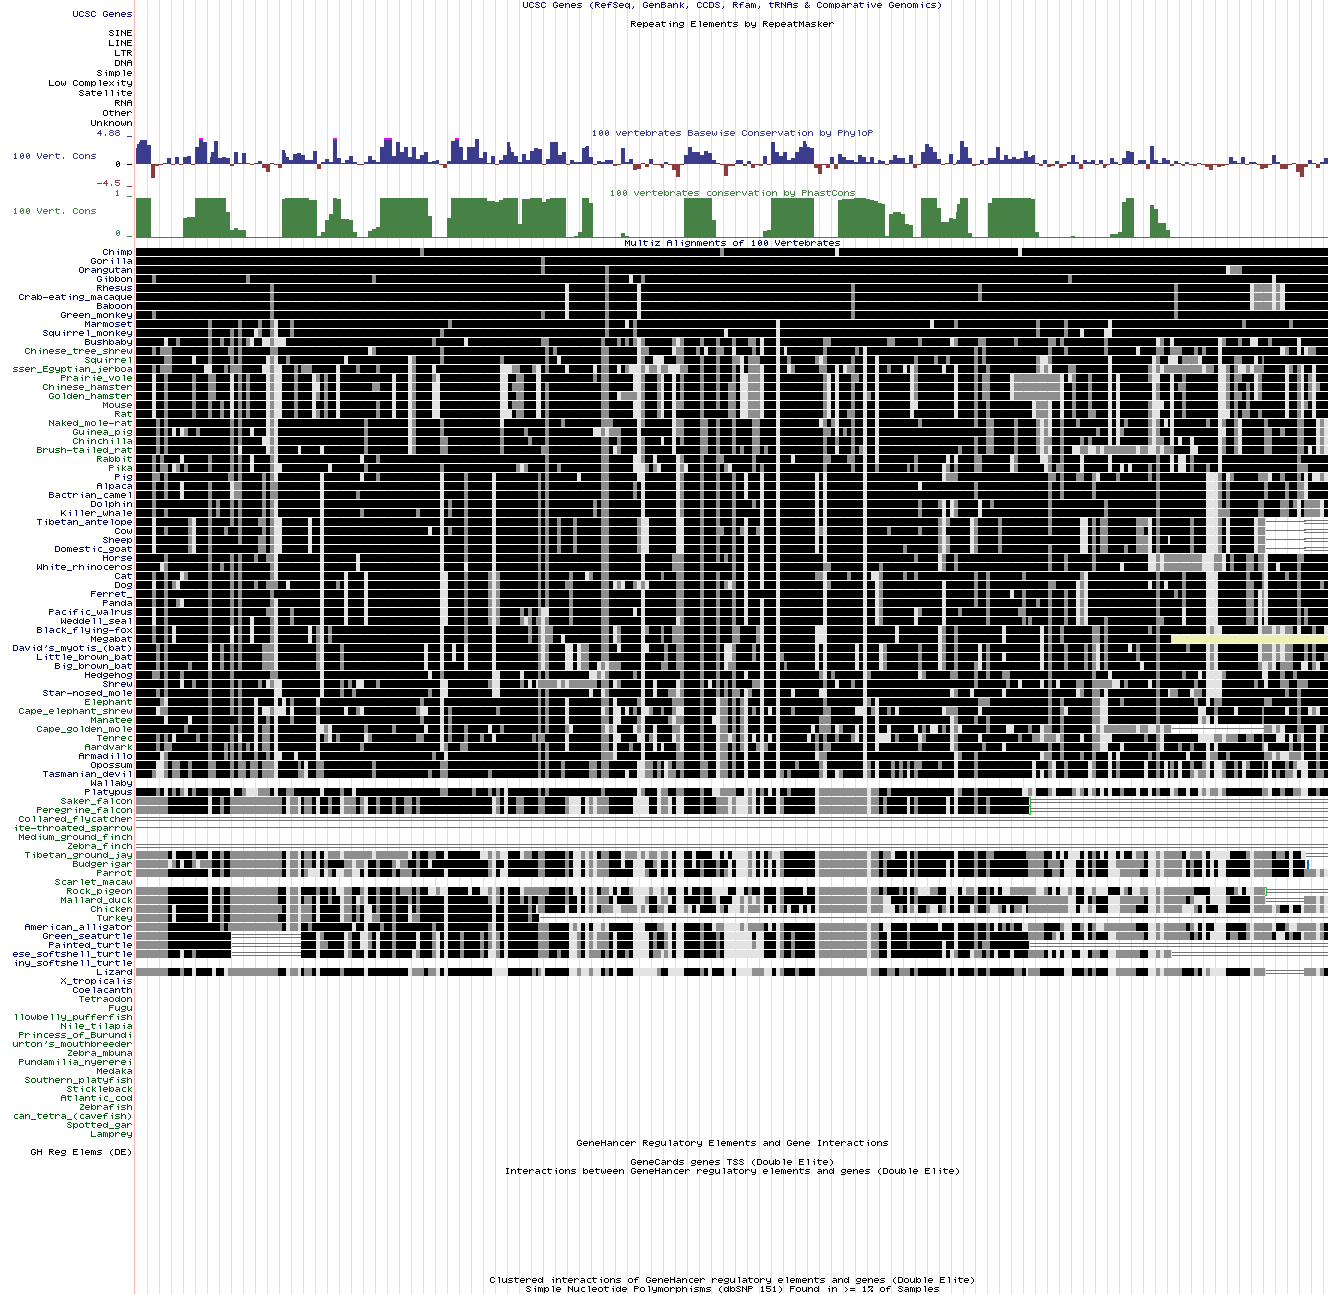 UCSC Genes (RefSeq, GenBank, CCDS, Rfam, tRNAs & Comparative Genomics)
UCSC Genes
Repeating Elements by RepeatMasker
SINE
LINE
LTR
DNA
Simple
Low Complexity
Satellite
RNA
Other
Unknown
100 vertebrates Basewise Conservation by PhyloP
4.88 _
100 Vert. Cons
0 _
-4.5 _
100 vertebrates conservation by PhastCons
1 _
100 Vert. Cons
0 _
Multiz Alignments of 100 Vertebrates
Chimp
Gorilla
Orangutan
Gibbon
Rhesus
Crab-eating_macaque
Baboon
Green_monkey
Marmoset
Squirrel_monkey
Bushbaby
Chinese_tree_shrew
Squirrel
sser_Egyptian_jerboa
Prairie_vole
Chinese_hamster
Golden_hamster
Mouse
Rat
Naked_mole-rat
Guinea_pig
Chinchilla
Brush-tailed_rat
Rabbit
Pika
Pig
Alpaca
Bactrian_camel
Dolphin
Killer_whale
Tibetan_antelope
Cow
Sheep
Domestic_goat
Horse
White_rhinoceros
Cat
Dog
Ferret_
Panda
Pacific_walrus
Weddell_seal
Black_flying-fox
Megabat
David's_myotis_(bat)
Little_brown_bat
Big_brown_bat
Hedgehog
Shrew
Star-nosed_mole
Elephant
Cape_elephant_shrew
Manatee
Cape_golden_mole
Tenrec
Aardvark
Armadillo
Opossum
Tasmanian_devil
Wallaby
Platypus
Saker_falcon
Peregrine_falcon
Collared_flycatcher
ite-throated_sparrow
Medium_ground_finch
Zebra_finch
Tibetan_ground_jay
Budgerigar
Parrot
Scarlet_macaw
Rock_pigeon
Mallard_duck
Chicken
Turkey
American_alligator
Green_seaturtle
Painted_turtle
ese_softshell_turtle
iny_softshell_turtle
Lizard
X_tropicalis
Coelacanth
Tetraodon
Fugu
llowbelly_pufferfish
Nile_tilapia
Princess_of_Burundi
urton's_mouthbreeder
Zebra_mbuna
Pundamilia_nyererei
Medaka
Southern_platyfish
Stickleback
Atlantic_cod
Zebrafish
can_tetra_(cavefish)
Spotted_gar
Lamprey
GeneHancer Regulatory Elements and Gene Interactions
GH Reg Elems (DE)
GeneCards genes TSS (Double Elite)
Interactions between GeneHancer regulatory elements and genes (Double Elite)
Clustered interactions of GeneHancer regulatory elements and genes (Double Elite)
Simple Nucleotide Polymorphisms (dbSNP 151) Found in >= 1% of Samples